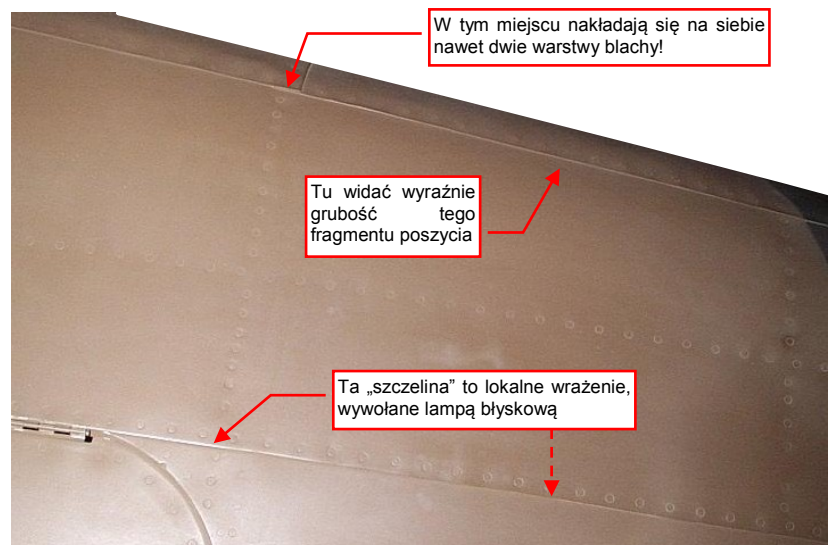 W tym miejscu nakładają się na siebie
nawet dwie warstwy blachy!
Tu widać wyraźnie
grubość tego
fragmentu poszycia
Ta „szczelina” to lokalne wrażenie,
wywołane lampą błyskową